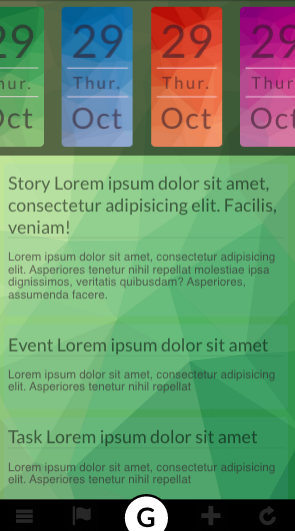 29 29 29 29
hur. Thur. Thur. Thur
Oct Oct Oct Oct
Story Lorem ipsum dolor sit amet,
consectetur adipisicing elit. Facilis,
veniam!
Lorem ipsum dolor sit amet, consectetur adipisicing
elit. Asperiores tenetur nihil repellat molestiae ipsa
dignissimos, veritatis quibusdam? Asperiores,
assumenda facere.
Event Lorem ipsum dolor sit amet
Lorem ipsum dolor sit amet, consectetur adipisicing
elit. Asperiores tenetur nihil repellat
Task Lorem ipsum dolor sit amet
Lorem ipsum dolor sit amet, consectetur adipisicing
elit. Asperiores tenetur nihil repellat
G